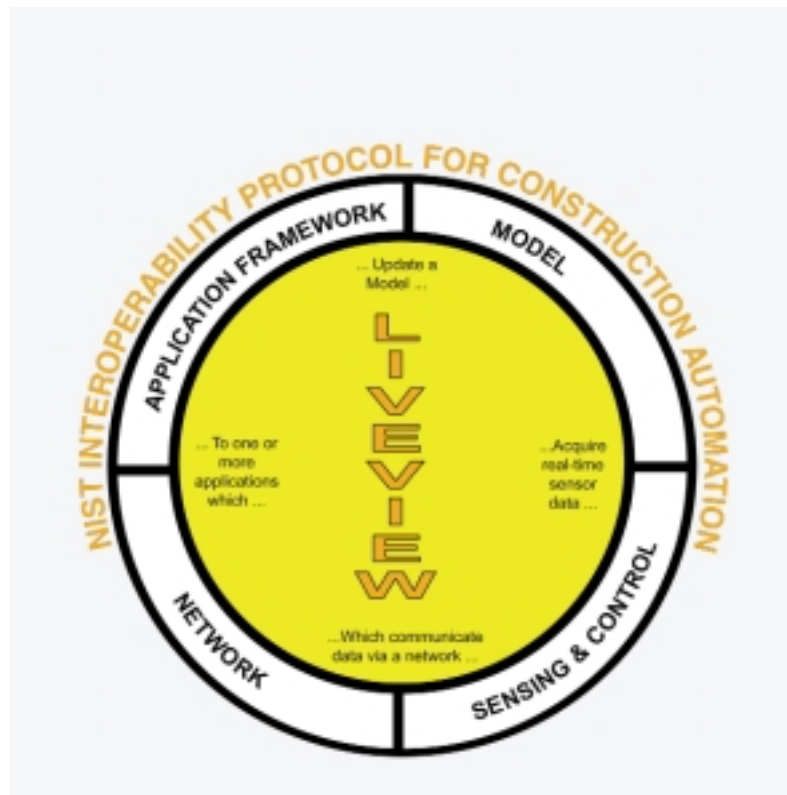 NIST INTEROPERABILITY PROTOCOL FOR CONSTRUCTION AUTOMATION
APPLICATION FRAMEWORK
MODEL
... Update a
Model ...
LIVEVIEW
... To one or
more
applications
which ...
...Acquire
real-time
sensor
data ...
...Which communicate
data via a network ...
NETWORK
SENSING & CONTROL